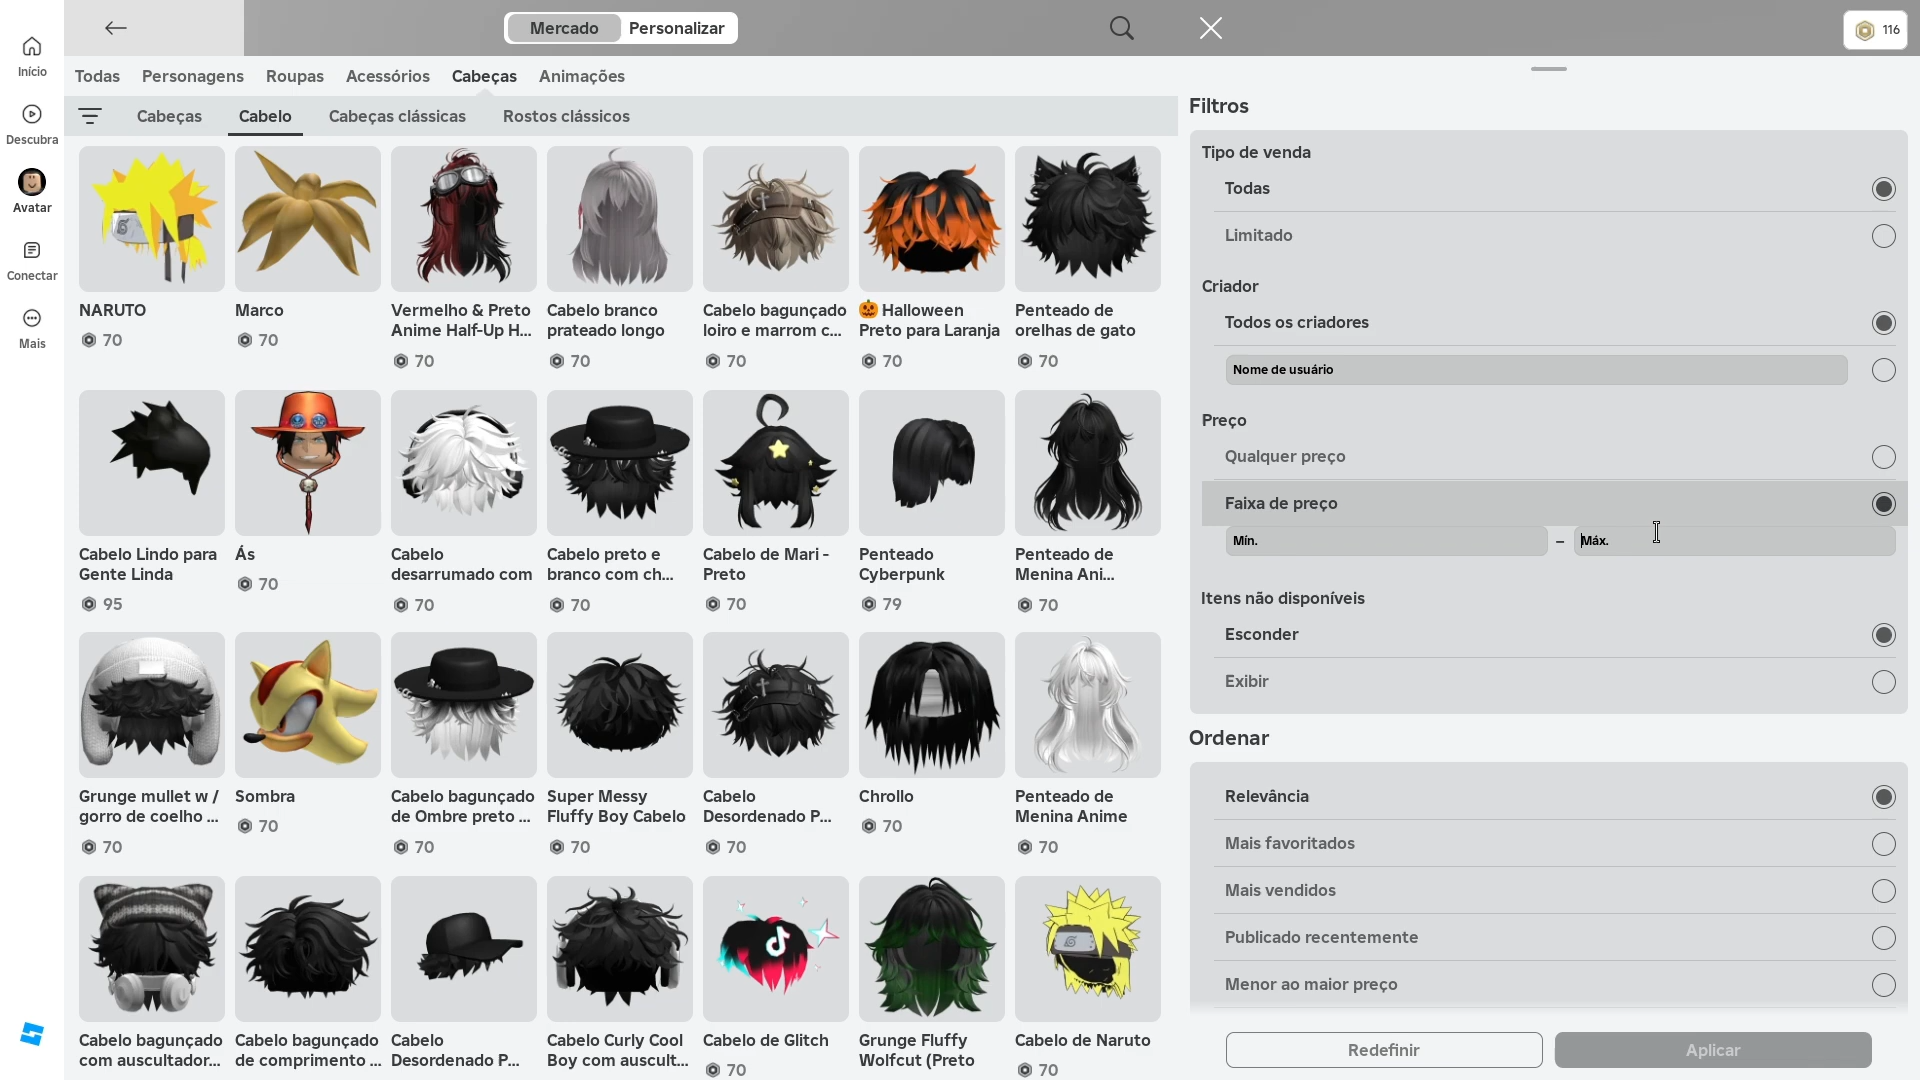 Mercado
Personalizar
116
Início
Descubra
Avatar
Conectar
Mais
Todas
Personagens
Roupas
Acessórios
Cabeças
Animações
Cabeças
Cabelo
Cabeças clássicas
Rostos clássicos
NARUTO
70
Marco
70
Vermelho & Preto
Anime Half-Up H...
70
Cabelo branco
prateado longo
70
Cabelo bagunçado
loiro e marrom c...
70
🎃 Halloween
Preto para Laranja
70
Penteado de
orelhas de gato
70
Cabelo Lindo para
Gente Linda
95
Ás
70
Cabelo
desarrumado com
70
Cabelo preto e
branco com ch...
70
Cabelo de Mari -
Preto
70
Penteado
Cyberpunk
79
Penteado de
Menina Ani...
70
Grunge mullet w /
gorro de coelho ...
70
Sombra
70
Cabelo bagunçado
de Ombre preto ...
70
Super Messy
Fluffy Boy Cabelo
70
Cabelo
Desordenado P...
70
Chrollo
70
Penteado de
Menina Anime
70
Cabelo bagunçado
com auscultador...
Cabelo bagunçado
de comprimento ...
Cabelo
Desordenado P...
Cabelo Curly Cool
Boy com auscult...
Cabelo de Glitch
70
Grunge Fluffy
Wolfcut (Preto
Cabelo de Naruto
70
Filtros
Tipo de venda
Todas
Limitado
Criador
Todos os criadores
Nome de usuário
Preço
Qualquer preço
Faixa de preço
Mín. – Máx.
Itens não disponíveis
Esconder
Exibir
Ordenar
Relevância
Mais favoritados
Mais vendidos
Publicado recentemente
Menor ao maior preço
Redefinir
Aplicar